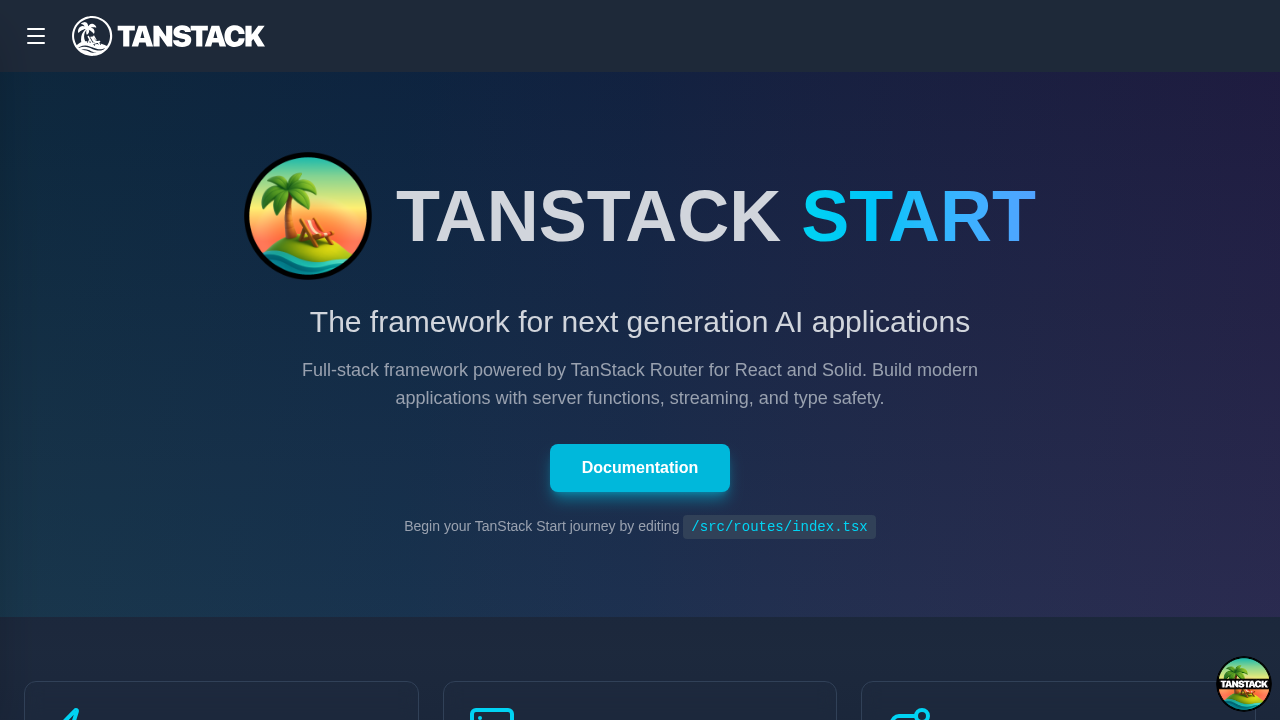 TANSTACK
TANSTACK START
The framework for next generation AI applications
Full-stack framework powered by TanStack Router for React and Solid. Build modern
applications with server functions, streaming, and type safety.
Documentation
Begin your TanStack Start journey by editing /src/routes/index.tsx
TANSTACK